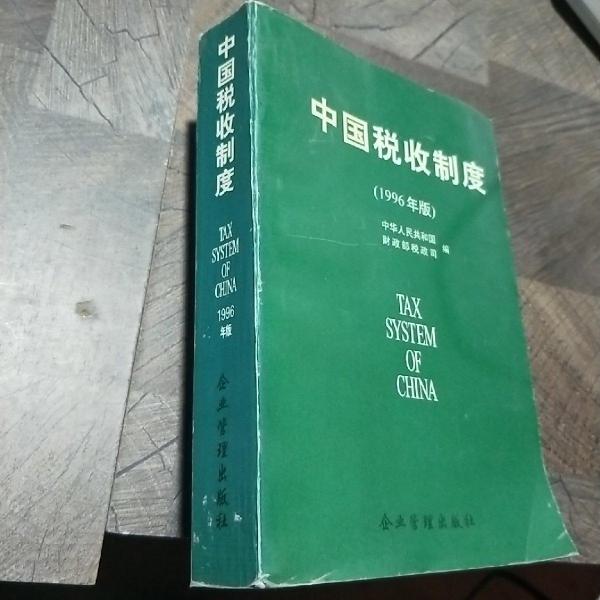 中国税收制度
TAX
SYSTEM
OF
CHINA
1996
年版
企业管理出版社
中国税收制度
(1996年版)
中华人民共和国
财政部税政司 编
TAX
SYSTEM
OF
CHINA
企业管理出版社